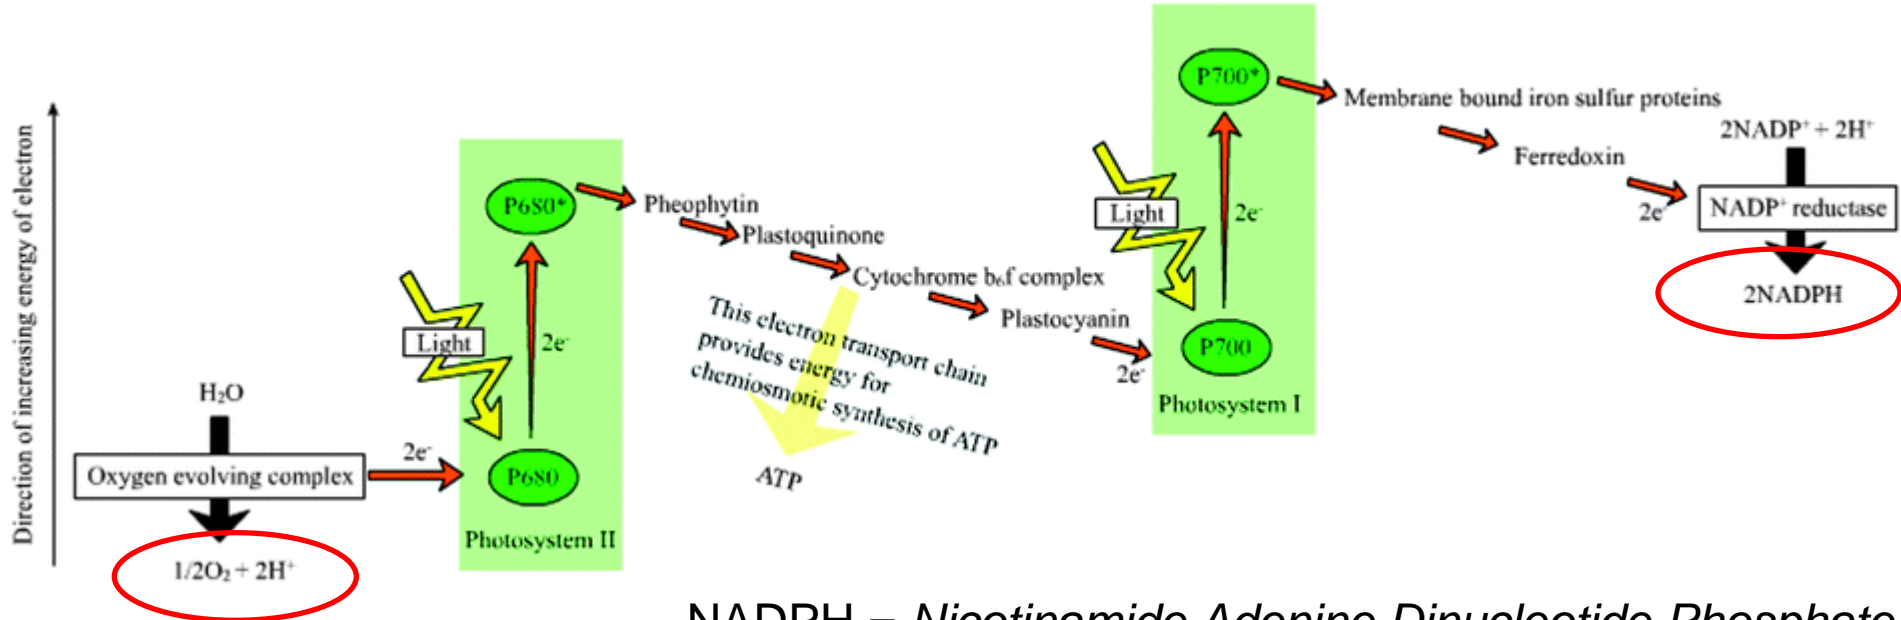 Direction of increasing energy of electron
H₂O
Oxygen evolving complex
1/2O₂ + 2H⁺
2e⁻
Light
P680*
2e⁻
P680
Photosystem II
Pheophytin
Plastoquinone
Cytochrome b₆f complex
Plastocyanin
2e⁻
This electron transport chain
provides energy for
chemiosmotic synthesis of ATP
ATP
Light
P700*
2e⁻
P700
Photosystem I
Membrane bound iron sulfur proteins
Ferredoxin
2e⁻
2NADP⁺ + 2H⁺
NADP⁺ reductase
2NADPH
NADPH = Nicotinamide Adenine Dinucleotide Phosphate